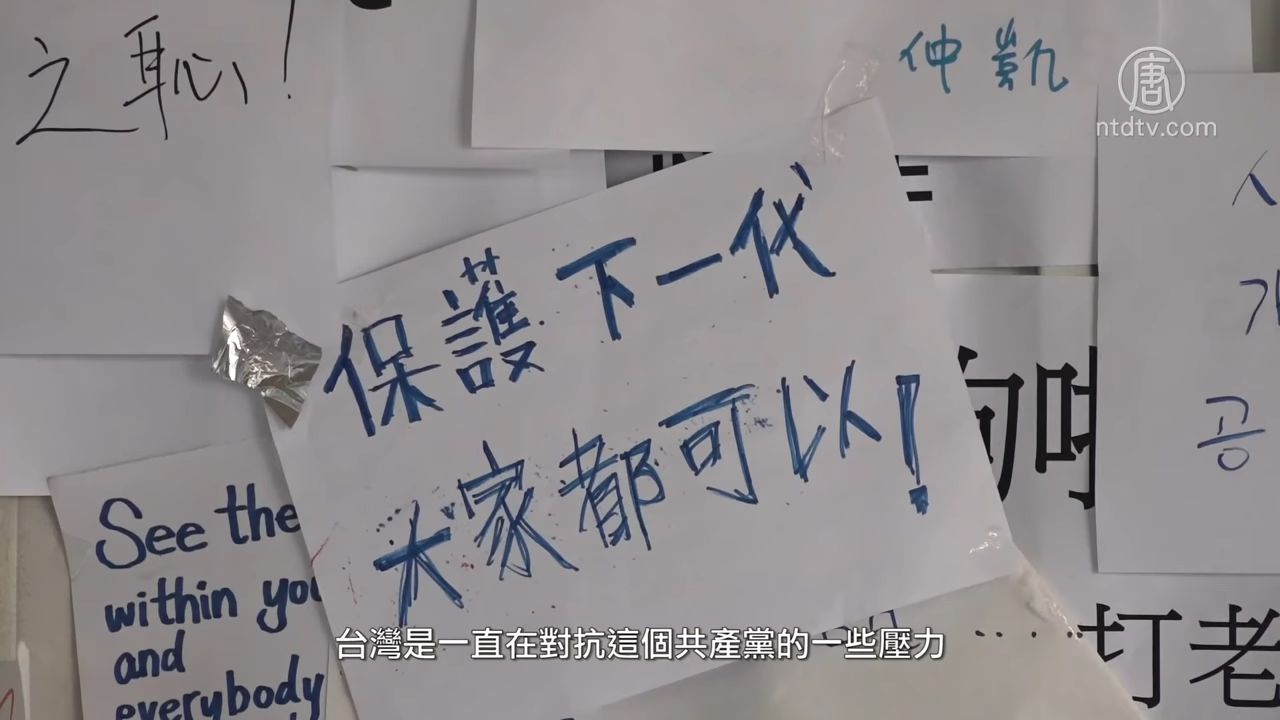 之恥!
仲凱
唐
ntdtv.com
保護下一代
大家都可以!
See the
within you
and
everybody
공
打老
台灣是一直在對抗這個共產黨的一些壓力